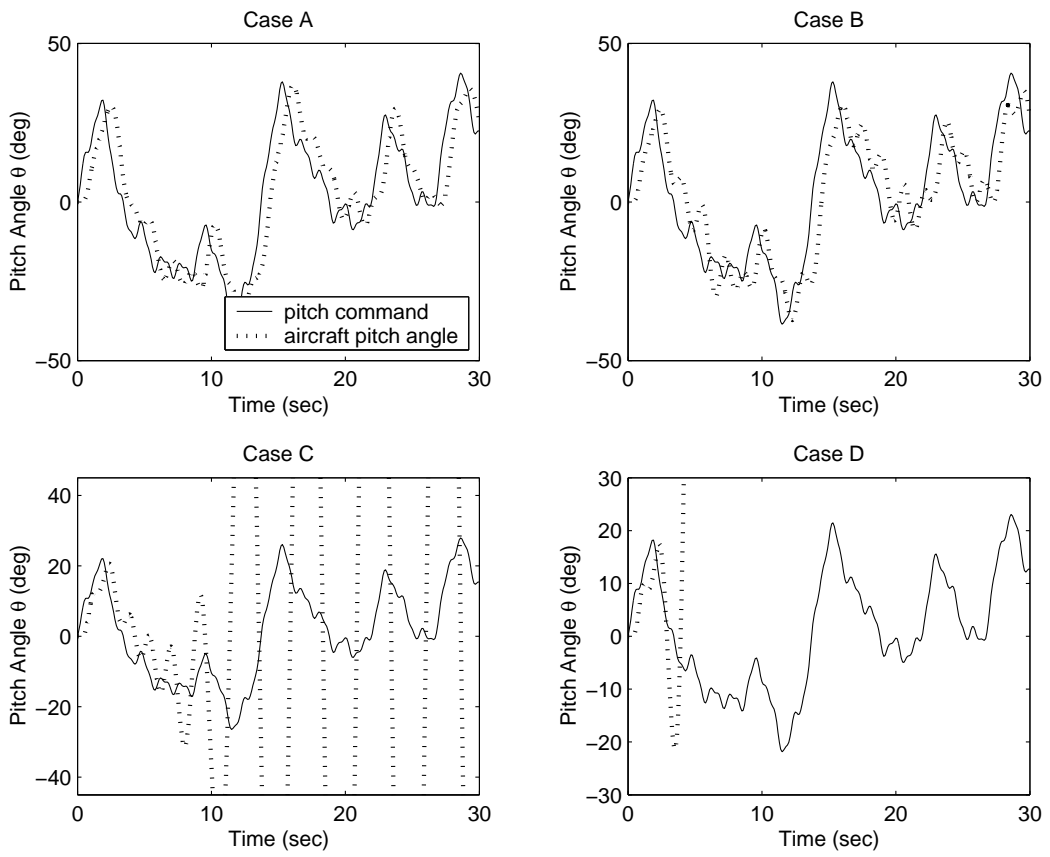 Case A
50
0
−50
Pitch Angle θ (deg)
pitch command
aircraft pitch angle
0
10
20
30
Time (sec)
Case B
50
0
−50
Pitch Angle θ (deg)
0
10
20
30
Time (sec)
Case C
40
20
0
−20
−40
Pitch Angle θ (deg)
0
10
20
30
Time (sec)
Case D
30
20
10
0
−10
−20
−30
Pitch Angle θ (deg)
0
10
20
30
Time (sec)